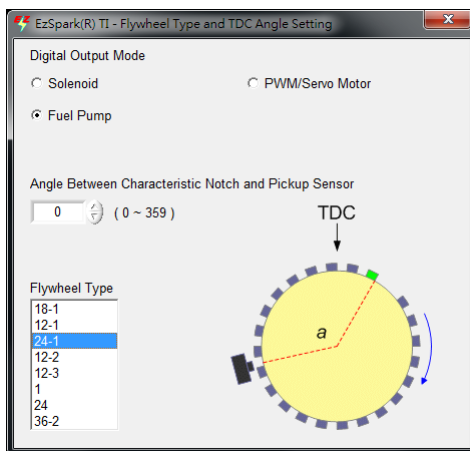 EzSpark(R) TI - Flywheel Type and TDC Angle Setting
Digital Output Mode
Solenoid
PWM/Servo Motor
Fuel Pump
Angle Between Characteristic Notch and Pickup Sensor
0
( 0 ~ 359 )
TDC
Flywheel Type
18-1
12-1
24-1
12-2
12-3
1
24
36-2
a